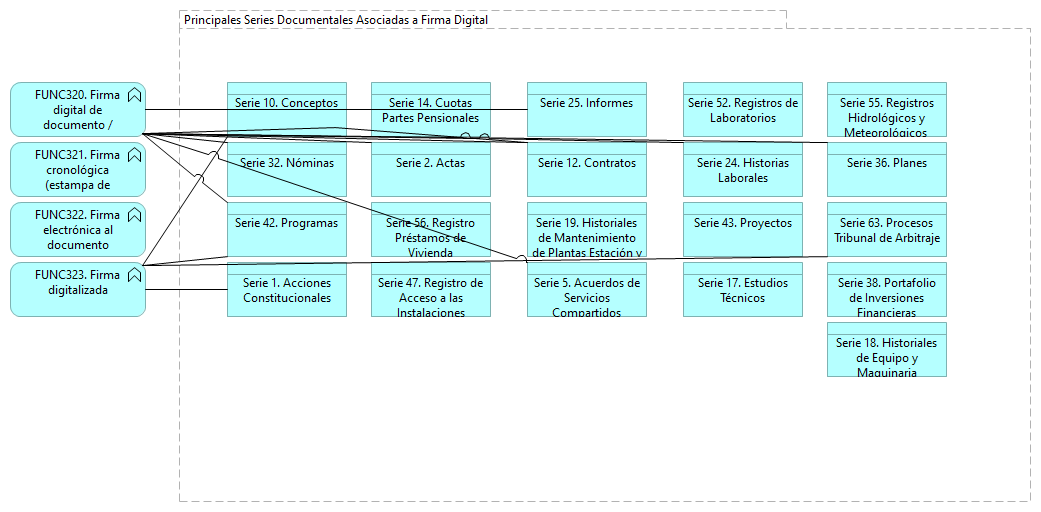 Principales Series Documentales Asociadas a Firma Digital
FUNC320. Firma
digital de
documento /
Serie 10. Conceptos
Serie 14. Cuotas
Partes Pensionales
Serie 25. Informes
Serie 52. Registros de
Laboratorios
Serie 55. Registros
Hidrológicos y
Meteorológicos
FUNC321. Firma
cronológica
(estampa de
Serie 32. Nóminas
Serie 2. Actas
Serie 12. Contratos
Serie 24. Historias
Laborales
Serie 36. Planes
FUNC322. Firma
electrónica al
documento
Serie 42. Programas
Serie 56. Registro
Préstamos de
Vivienda
Serie 19. Historiales
de Mantenimiento
de Plantas Estación y
Serie 43. Proyectos
Serie 63. Procesos
Tribunal de Arbitraje
FUNC323. Firma
digitalizada
Serie 1. Acciones
Constitucionales
Serie 47. Registro de
Acceso a las
Instalaciones
Serie 5. Acuerdos de
Servicios
Compartidos
Serie 17. Estudios
Técnicos
Serie 38. Portafolio
de Inversiones
Financieras
Serie 18. Historiales
de Equipo y
Maquinaria